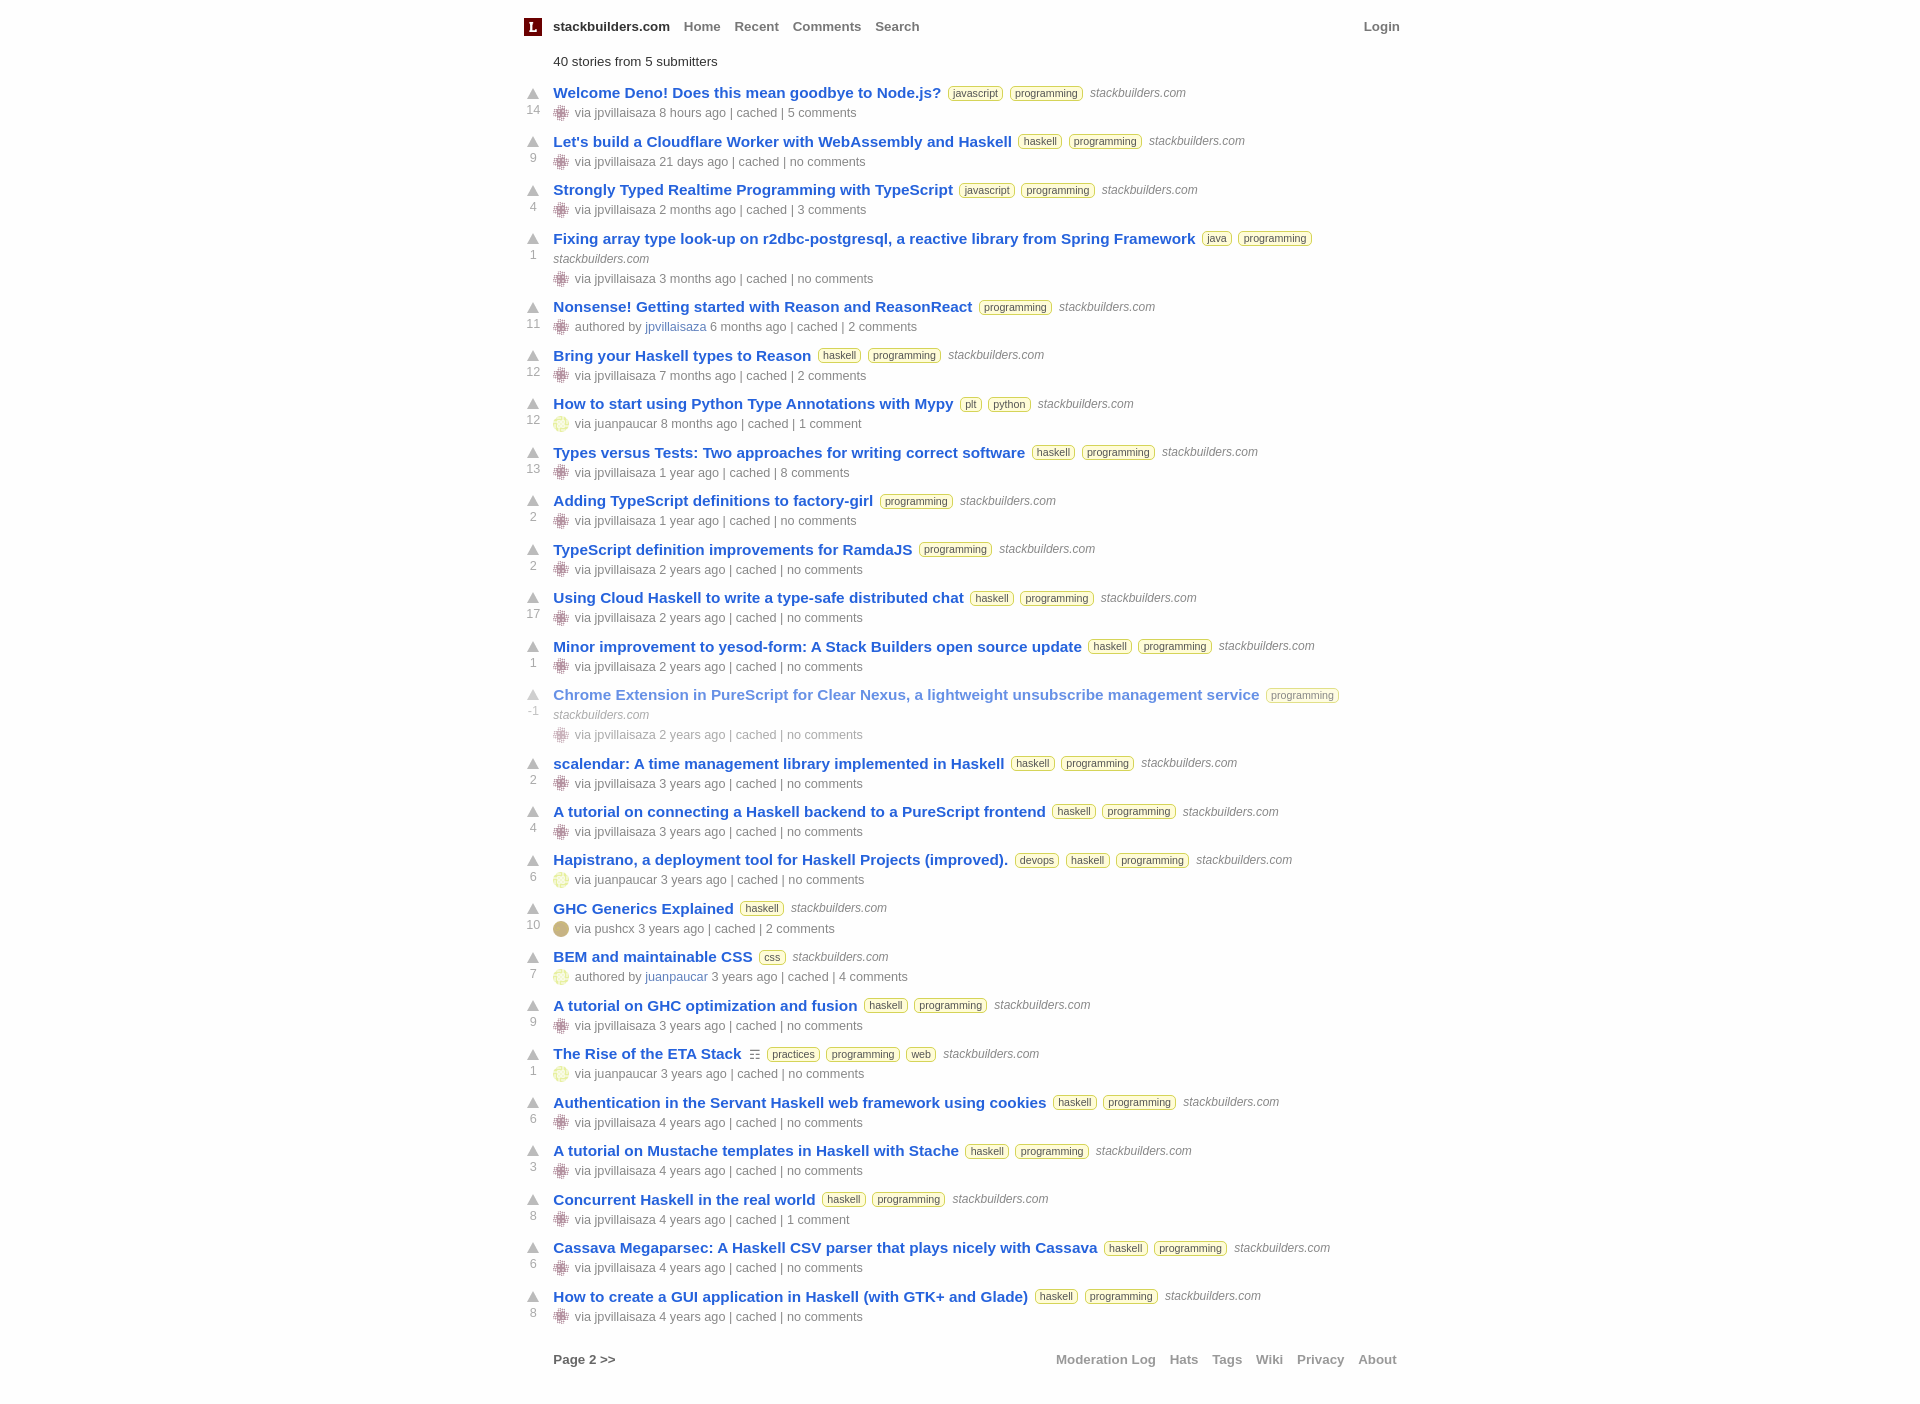 L stackbuilders.com Home Recent Comments Search Login
40 stories from 5 submitters
Welcome Deno! Does this mean goodbye to Node.js? javascript programming stackbuilders.com
14 via jpvillaisaza 8 hours ago | cached | 5 comments
Let's build a Cloudflare Worker with WebAssembly and Haskell haskell programming stackbuilders.com
9 via jpvillaisaza 21 days ago | cached | no comments
Strongly Typed Realtime Programming with TypeScript javascript programming stackbuilders.com
4 via jpvillaisaza 2 months ago | cached | 3 comments
Fixing array type look-up on r2dbc-postgresql, a reactive library from Spring Framework java programming
1 stackbuilders.com
via jpvillaisaza 3 months ago | cached | no comments
Nonsense! Getting started with Reason and ReasonReact programming stackbuilders.com
11 authored by jpvillaisaza 6 months ago | cached | 2 comments
Bring your Haskell types to Reason haskell programming stackbuilders.com
12 via jpvillaisaza 7 months ago | cached | 2 comments
How to start using Python Type Annotations with Mypy plt python stackbuilders.com
12 via juanpaucar 8 months ago | cached | 1 comment
Types versus Tests: Two approaches for writing correct software haskell programming stackbuilders.com
13 via jpvillaisaza 1 year ago | cached | 8 comments
Adding TypeScript definitions to factory-girl programming stackbuilders.com
2 via jpvillaisaza 1 year ago | cached | no comments
TypeScript definition improvements for RamdaJS programming stackbuilders.com
2 via jpvillaisaza 2 years ago | cached | no comments
Using Cloud Haskell to write a type-safe distributed chat haskell programming stackbuilders.com
17 via jpvillaisaza 2 years ago | cached | no comments
Minor improvement to yesod-form: A Stack Builders open source update haskell programming stackbuilders.com
1 via jpvillaisaza 2 years ago | cached | no comments
Chrome Extension in PureScript for Clear Nexus, a lightweight unsubscribe management service programming
-1 stackbuilders.com
via jpvillaisaza 2 years ago | cached | no comments
scalendar: A time management library implemented in Haskell haskell programming stackbuilders.com
2 via jpvillaisaza 3 years ago | cached | no comments
A tutorial on connecting a Haskell backend to a PureScript frontend haskell programming stackbuilders.com
4 via jpvillaisaza 3 years ago | cached | no comments
Hapistrano, a deployment tool for Haskell Projects (improved). devops haskell programming stackbuilders.com
6 via juanpaucar 3 years ago | cached | no comments
GHC Generics Explained haskell stackbuilders.com
10 via pushcx 3 years ago | cached | 2 comments
BEM and maintainable CSS css stackbuilders.com
7 authored by juanpaucar 3 years ago | cached | 4 comments
A tutorial on GHC optimization and fusion haskell programming stackbuilders.com
9 via jpvillaisaza 3 years ago | cached | no comments
The Rise of the ETA Stack ☶ practices programming web stackbuilders.com
1 via juanpaucar 3 years ago | cached | no comments
Authentication in the Servant Haskell web framework using cookies haskell programming stackbuilders.com
6 via jpvillaisaza 4 years ago | cached | no comments
A tutorial on Mustache templates in Haskell with Stache haskell programming stackbuilders.com
3 via jpvillaisaza 4 years ago | cached | no comments
Concurrent Haskell in the real world haskell programming stackbuilders.com
8 via jpvillaisaza 4 years ago | cached | 1 comment
Cassava Megaparsec: A Haskell CSV parser that plays nicely with Cassava haskell programming stackbuilders.com
6 via jpvillaisaza 4 years ago | cached | no comments
How to create a GUI application in Haskell (with GTK+ and Glade) haskell programming stackbuilders.com
8 via jpvillaisaza 4 years ago | cached | no comments
Page 2 >> Moderation Log Hats Tags Wiki Privacy About